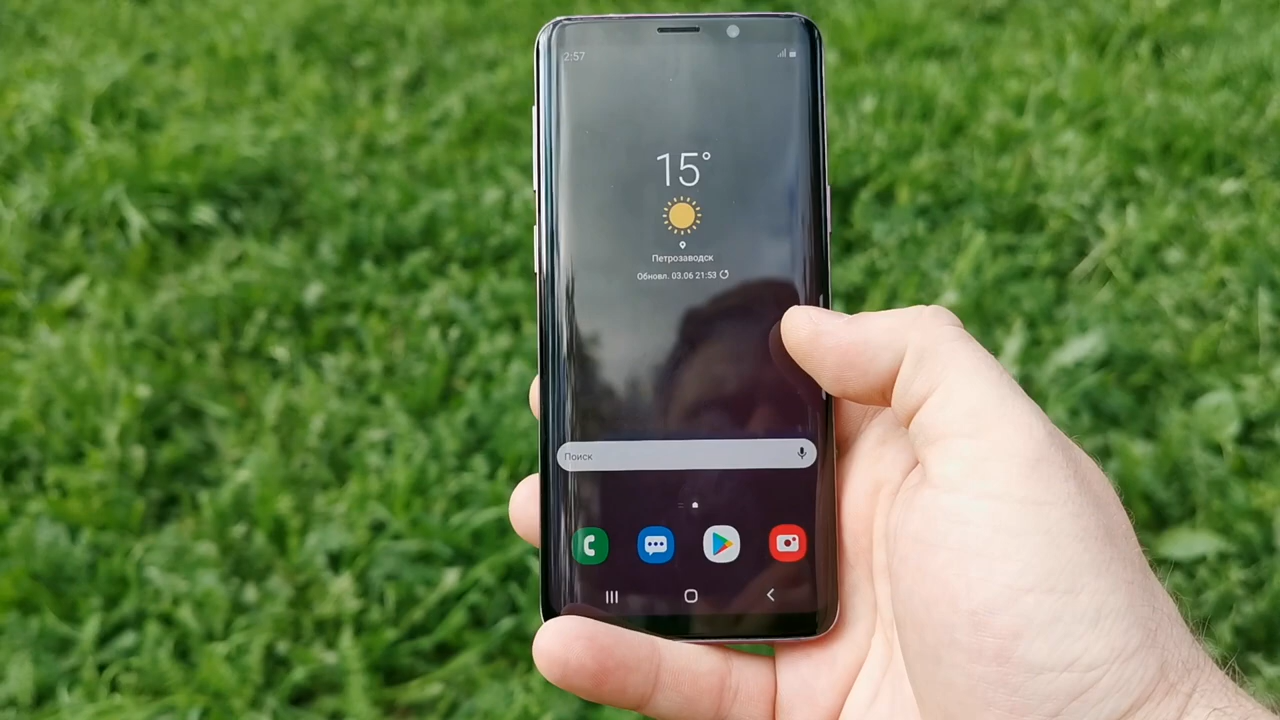 2:57
15°
Петрозаводск
Обновл. 03.06 21:53
Поиск